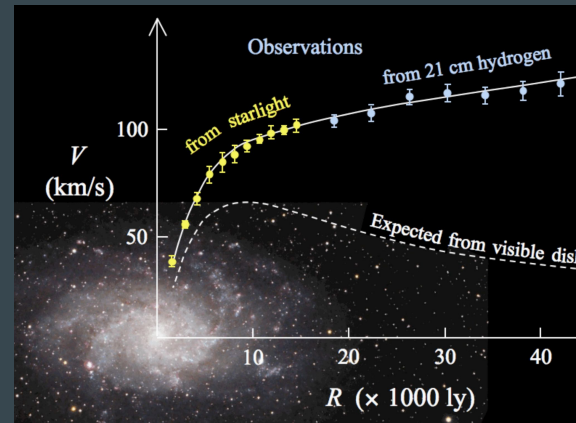 Observations
from 21 cm hydrogen
from starlight
100
V
(km/s)
50
Expected from visible dis
10
20
30
40
R (× 1000 ly)